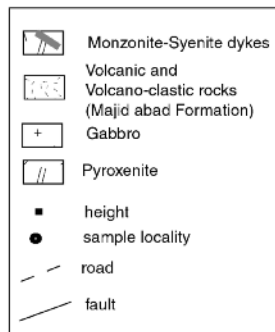 Monzonite-Syenite dykes
Volcanic and
Volcano-clastic rocks
(Majid abad Formation)
Gabbro
Pyroxenite
height
sample locality
road
fault